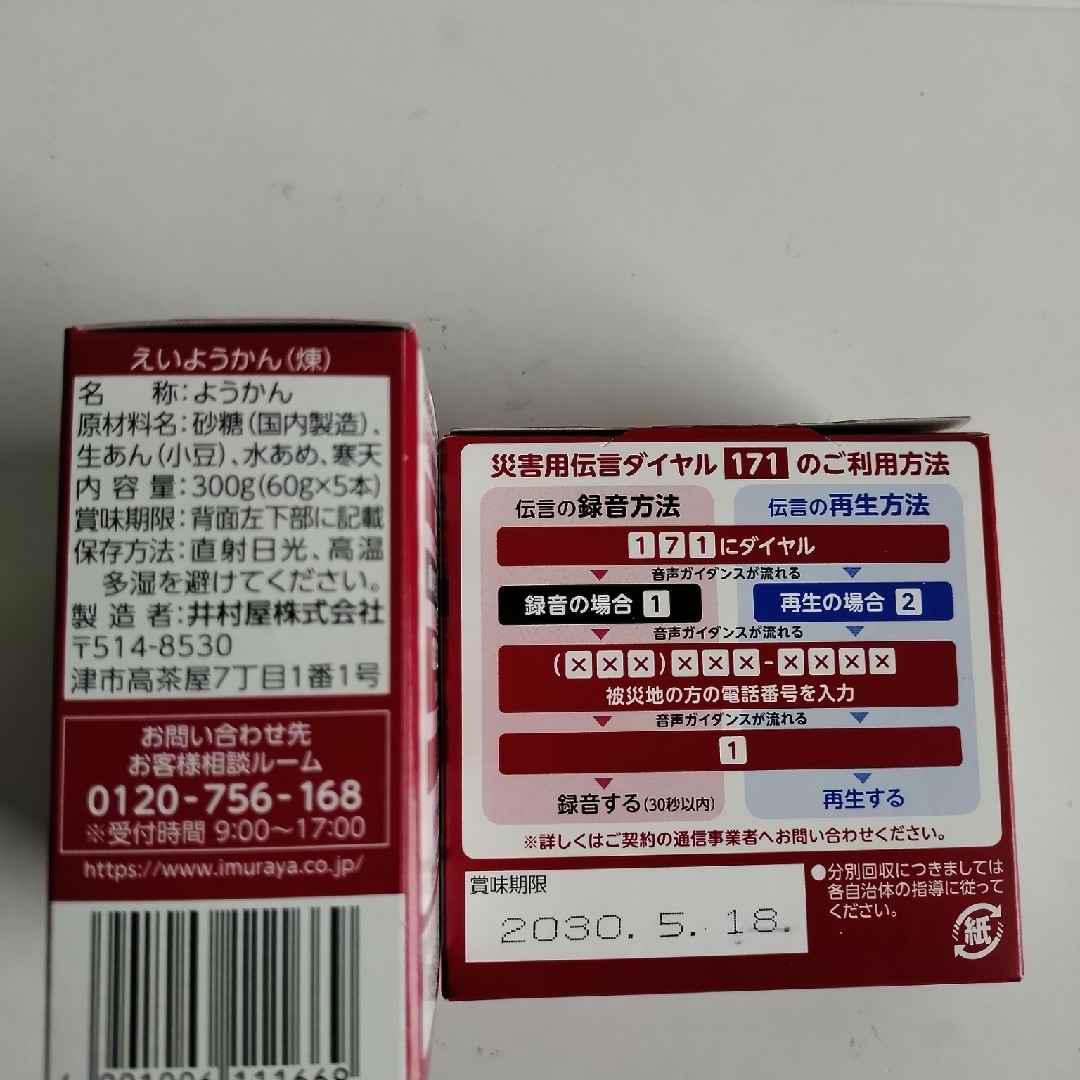 えいようかん(煉)
名　　称:ようかん
原材料名:砂糖(国内製造)、
生あん(小豆)、水あめ、寒天
内容量:300g(60g×5本)
賞味期限:背面左下部に記載
保存方法:直射日光、高温
多湿を避けてください。
製造者:井村屋株式会社
〒514-8530
津市高茶屋7丁目1番1号
お問い合わせ先
お客様相談ルーム
0120-756-168
※受付時間 9:00～17:00
https://www.imuraya.co.jp/
災害用伝言ダイヤル 171 のご利用方法
伝言の録音方法
伝言の再生方法
171にダイヤル
音声ガイダンスが流れる
録音の場合 1
再生の場合 2
音声ガイダンスが流れる
(×××)×××-××××
被災地の方の電話番号を入力
音声ガイダンスが流れる
1
録音する(30秒以内)
再生する
※詳しくはご契約の通信事業者へお問い合わせください。
賞味期限
2030. 5. 18.
●分別回収につきましては
各自治体の指導に従って
ください。
紙